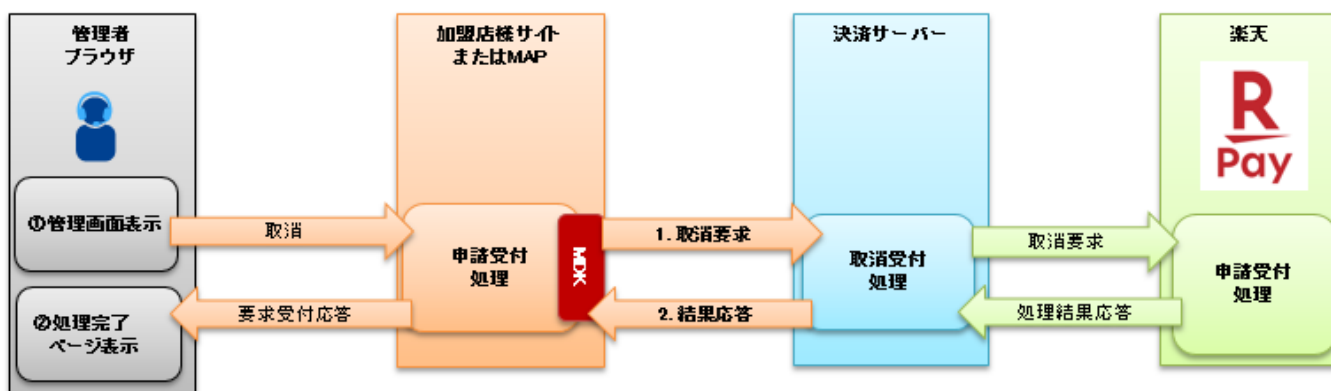 管理者
ブラウザ
加盟店様サイト
またはMAP
決済サーバー
楽天
R
Pay
①管理画面表示
取消
申請受付
処理
MDK
1. 取消要求
取消受付
処理
取消要求
申請受付
処理
②処理完了
ページ表示
要求受付応答
2. 結果応答
処理結果応答